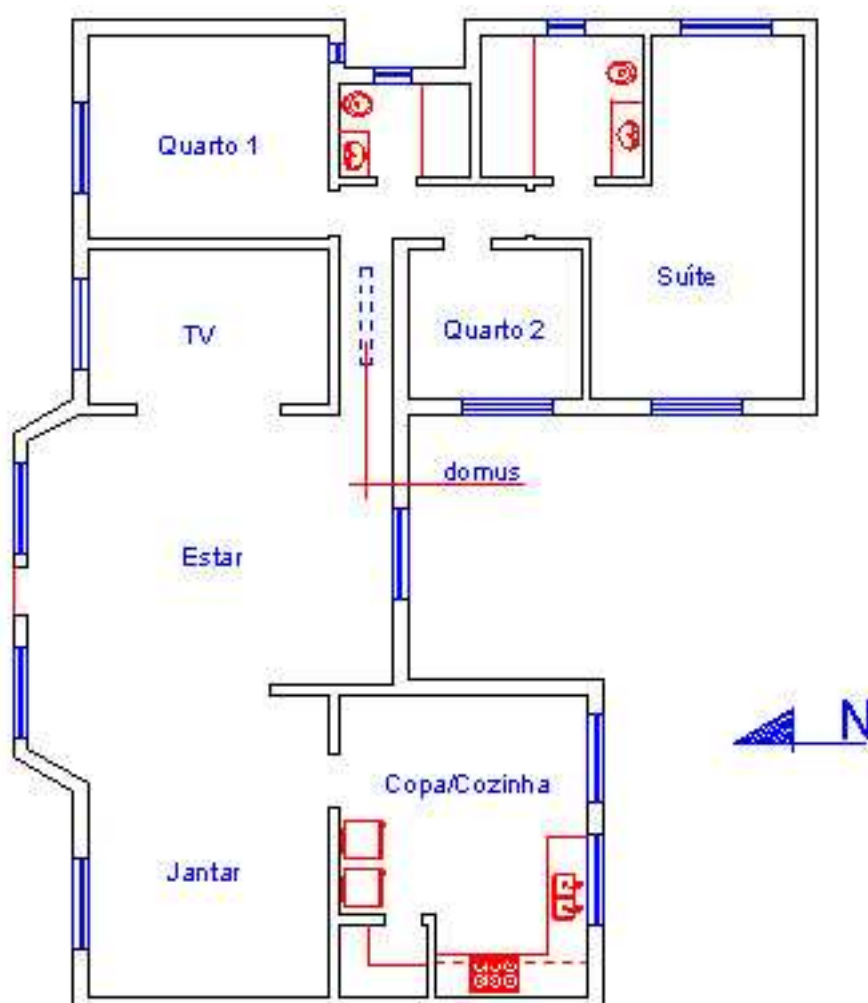 Quarto 1
Suíte
TV
Quarto 2
domus
Estar
N
Copa/Cozinha
Jantar